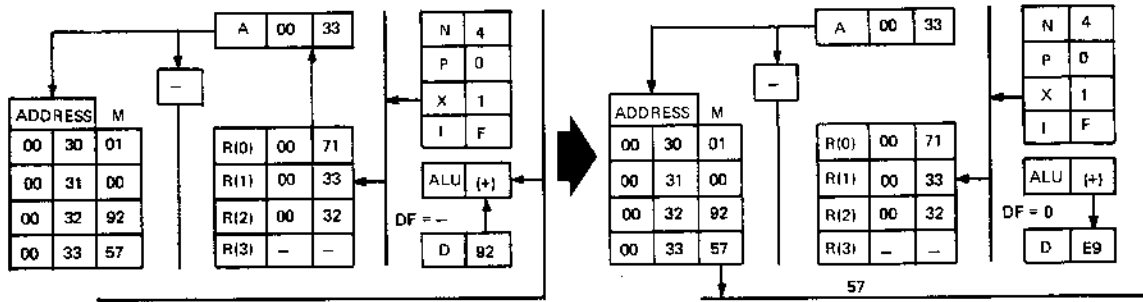 A 00 33
N 4
P 0
X 1
I F
ADDRESS M
00 30 01
00 31 00
00 32 92
00 33 57
R(0) 00 71
R(1) 00 33
R(2) 00 32
R(3) – –
–
ALU (+)
DF = –
D 92
A 00 33
N 4
P 0
X 1
I F
–
ADDRESS M
00 30 01
00 31 00
00 32 92
00 33 57
R(0) 00 71
R(1) 00 33
R(2) 00 32
R(3) – –
ALU (+)
DF = 0
D E9
57